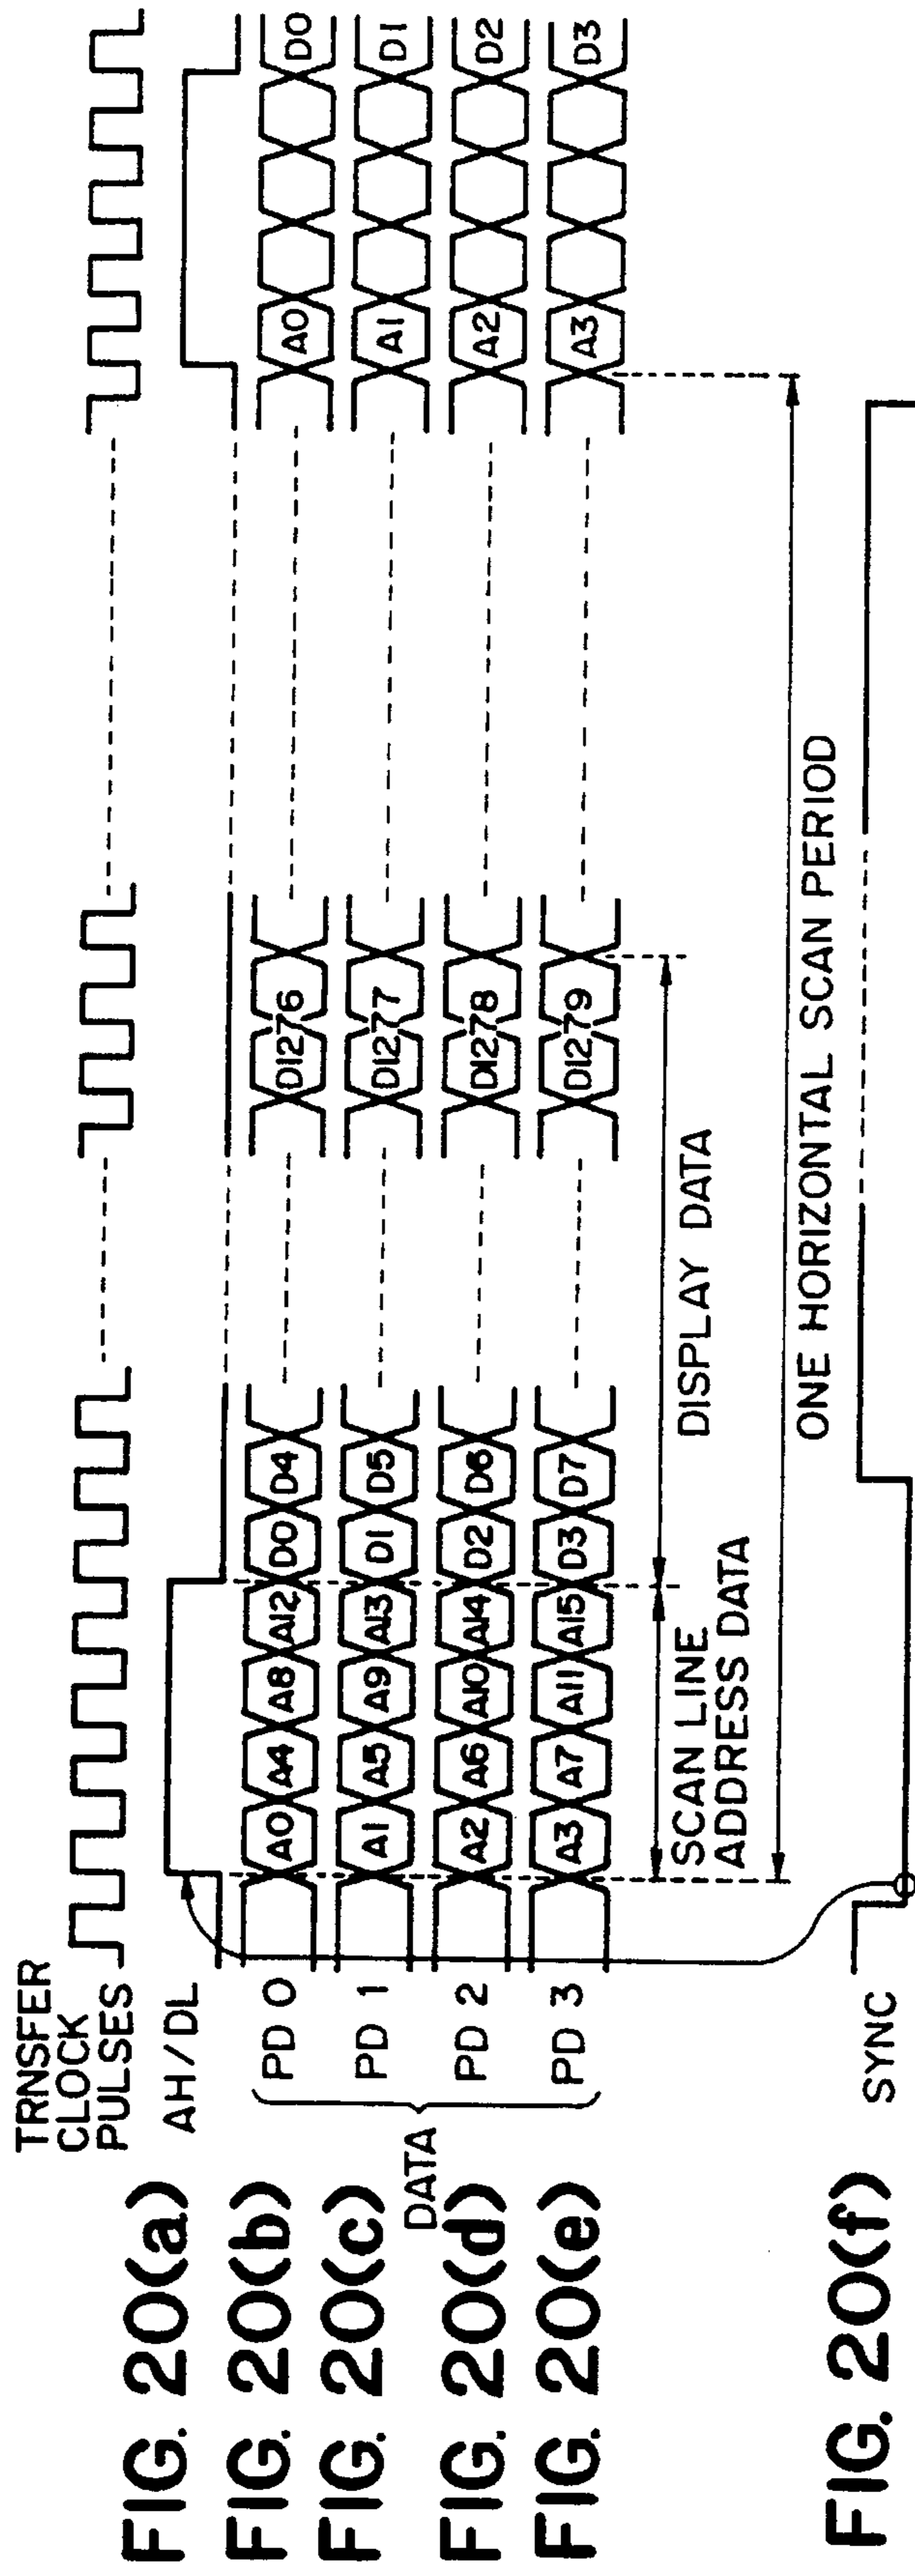 TRNSFER
CLOCK
PULSES
FIG. 20(a)
AH/DL
FIG. 20(b)
PD 0
A0 A4 A8 A12 D0 D4 D1276 A0 D0
FIG. 20(c)
PD 1
A1 A5 A9 A13 D1 D5 D1277 A1 D1
DATA
FIG. 20(d)
PD 2
A2 A6 A10 A14 D2 D6 D1278 A2 D2
FIG. 20(e)
PD 3
A3 A7 A11 A15 D3 D7 D1279 A3 D3
SCAN LINE
ADDRESS DATA
DISPLAY DATA
ONE HORIZONTAL SCAN PERIOD
FIG. 20(f)
SYNC